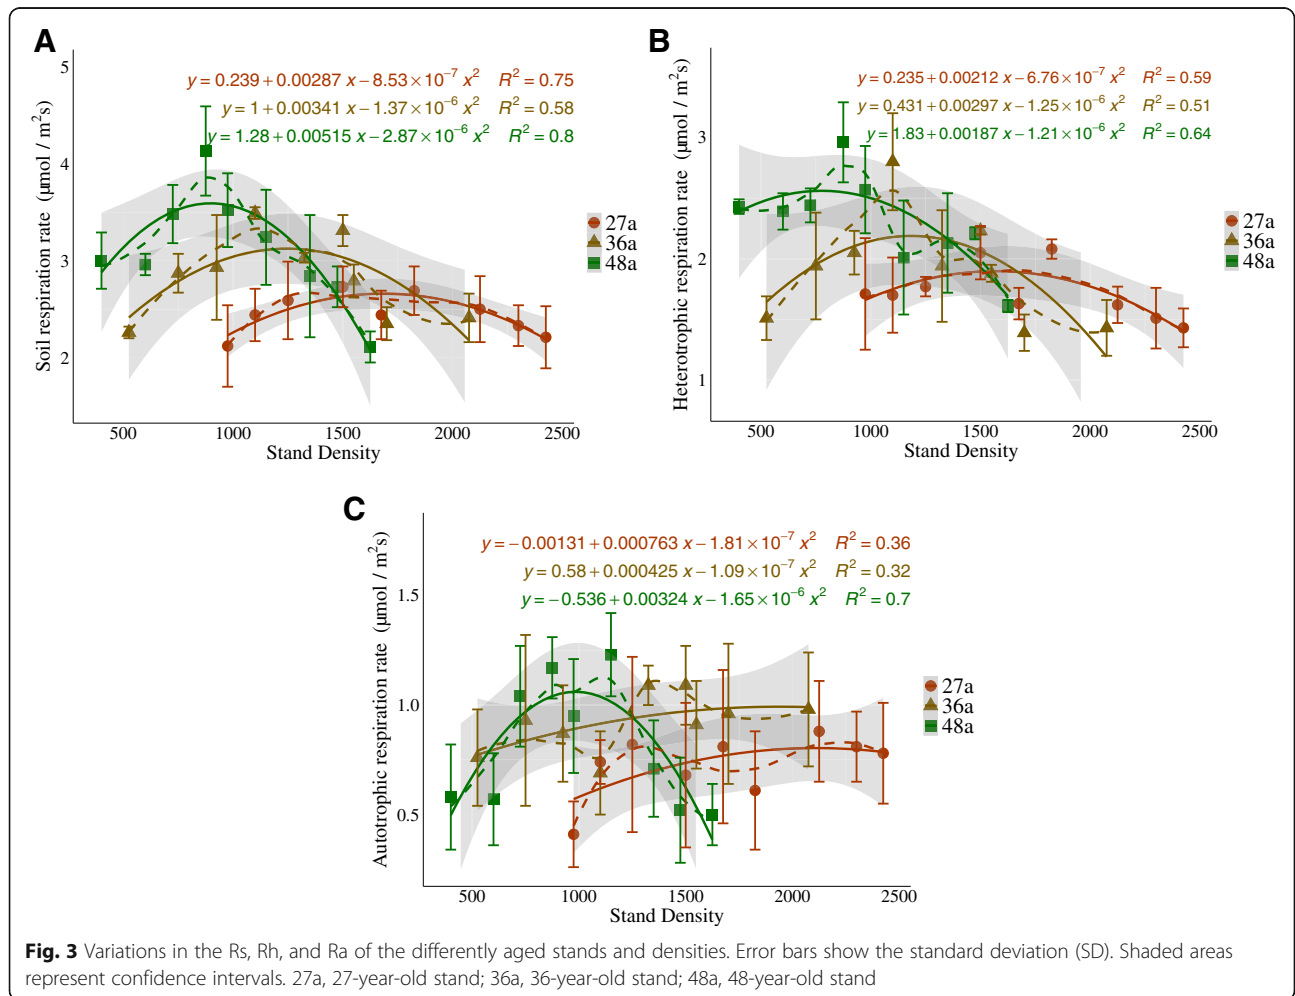 A
5
4
3
2
Soil respiration rate (μmol / m²s)
y = 0.239 + 0.00287 x − 8.53 × 10⁻⁷ x² R² = 0.75
y = 1 + 0.00341 x − 1.37 × 10⁻⁶ x² R² = 0.58
y = 1.28 + 0.00515 x − 2.87 × 10⁻⁶ x² R² = 0.8
27a
36a
48a
500 1000 1500 2000 2500
Stand Density
B
3
2
1
Heterotrophic respiration rate (μmol / m²s)
y = 0.235 + 0.00212 x − 6.76 × 10⁻⁷ x² R² = 0.59
y = 0.431 + 0.00297 x − 1.25 × 10⁻⁶ x² R² = 0.51
y = 1.83 + 0.00187 x − 1.21 × 10⁻⁶ x² R² = 0.64
27a
36a
48a
500 1000 1500 2000 2500
Stand Density
C
1.5
1.0
0.5
Autotrophic respiration rate (μmol / m²s)
y = −0.00131 + 0.000763 x − 1.81 × 10⁻⁷ x² R² = 0.36
y = 0.58 + 0.000425 x − 1.09 × 10⁻⁷ x² R² = 0.32
y = −0.536 + 0.00324 x − 1.65 × 10⁻⁶ x² R² = 0.7
27a
36a
48a
500 1000 1500 2000 2500
Stand Density
Fig. 3 Variations in the Rs, Rh, and Ra of the differently aged stands and densities. Error bars show the standard deviation (SD). Shaded areas
represent confidence intervals. 27a, 27-year-old stand; 36a, 36-year-old stand; 48a, 48-year-old stand